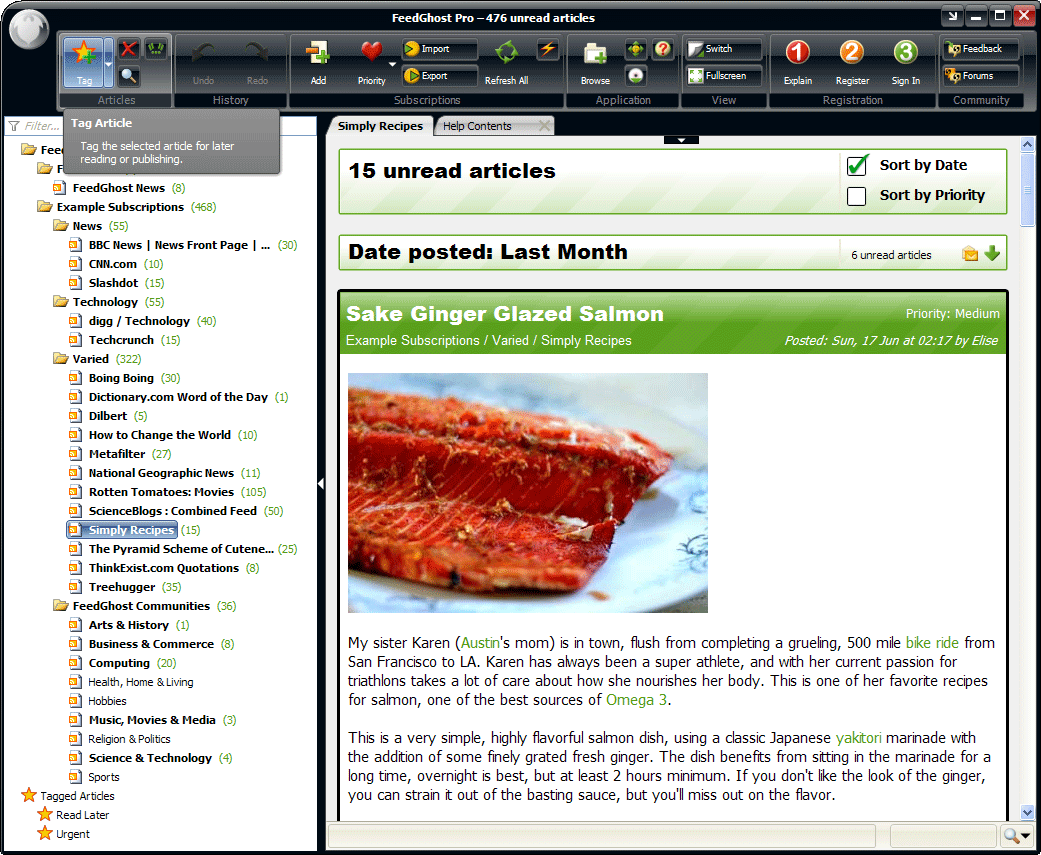 FeedGhost Pro – 476 unread articles
Tag
Undo
Redo
Add
Priority
Import
Export
Refresh All
Browse
Switch
Fullscreen
1
Explain
2
Register
3
Sign In
Feedback
Forums
Articles
History
Subscriptions
Application
View
Registration
Community
Filter...
Tag Article
Tag the selected article for later
reading or publishing.
Simply Recipes
Help Contents
FeedGhost News (8)
Example Subscriptions (468)
News (55)
BBC News | News Front Page | ... (30)
CNN.com (10)
Slashdot (15)
Technology (55)
digg / Technology (40)
Techcrunch (15)
Varied (322)
Boing Boing (30)
Dictionary.com Word of the Day (1)
Dilbert (5)
How to Change the World (10)
Metafilter (27)
National Geographic News (11)
Rotten Tomatoes: Movies (105)
ScienceBlogs : Combined Feed (50)
Simply Recipes (15)
The Pyramid Scheme of Cutene... (25)
ThinkExist.com Quotations (8)
Treehugger (35)
FeedGhost Communities (36)
Arts & History (1)
Business & Commerce (8)
Computing (20)
Health, Home & Living
Hobbies
Music, Movies & Media (3)
Religion & Politics
Science & Technology (4)
Sports
Tagged Articles
Read Later
Urgent
15 unread articles
Sort by Date
Sort by Priority
Date posted: Last Month
6 unread articles
Sake Ginger Glazed Salmon
Priority: Medium
Example Subscriptions / Varied / Simply Recipes
Posted: Sun, 17 Jun at 02:17 by Elise
My sister Karen (Austin's mom) is in town, flush from completing a grueling, 500 mile bike ride from
San Francisco to LA. Karen has always been a super athlete, and with her current passion for
triathlons takes a lot of care about how she nourishes her body. This is one of her favorite recipes
for salmon, one of the best sources of Omega 3.
This is a very simple, highly flavorful salmon dish, using a classic Japanese yakitori marinade with
the addition of some finely grated fresh ginger. The dish benefits from sitting in the marinade for a
long time, overnight is best, but at least 2 hours minimum. If you don't like the look of the ginger,
you can strain it out of the basting sauce, but you'll miss out on the flavor.